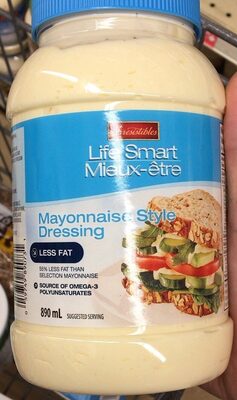 Irresistibles
Life Smart
Mieux-être
Mayonnaise Style
Dressing
LESS FAT
55% LESS FAT THAN
SELECTION MAYONNAISE
SOURCE OF OMEGA-3
POLYUNSATURATES
890 mL
SUGGESTED SERVING